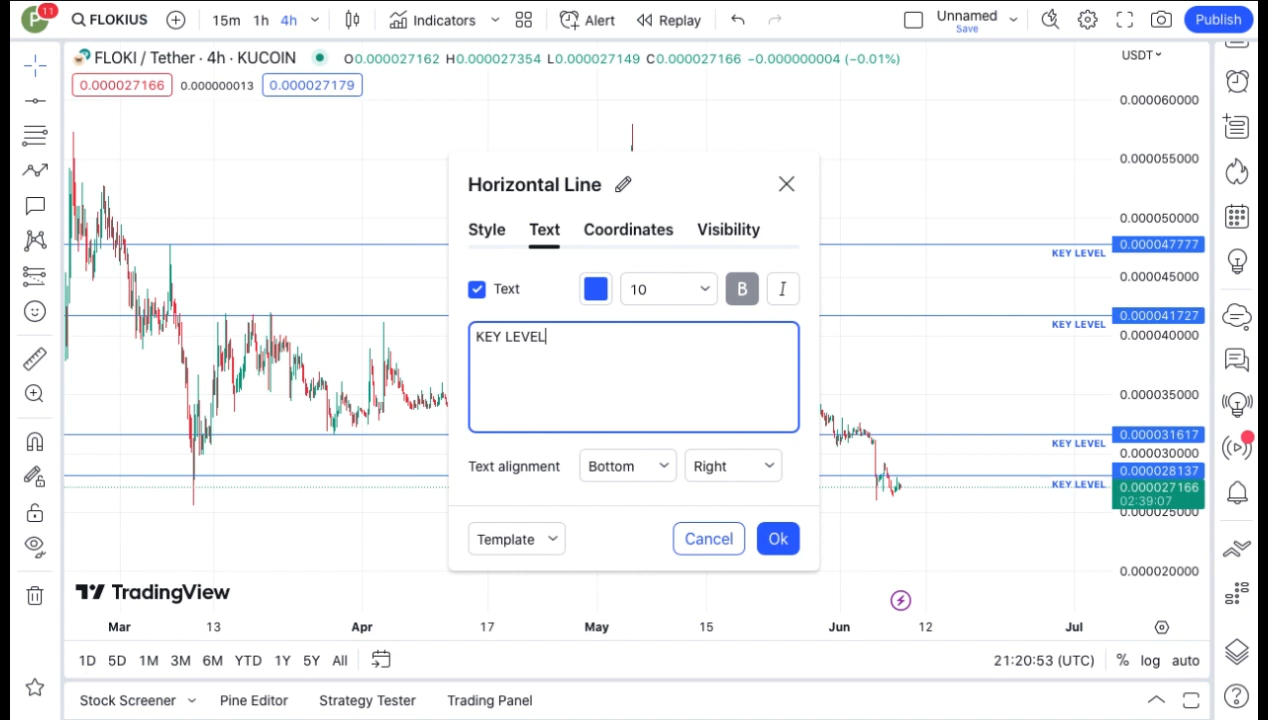 P
11
FLOKIUS
15m 1h 4h
Indicators
Alert
Replay
Unnamed
Save
Publish
FLOKI / Tether · 4h · KUCOIN
O0.000027162 H0.000027354 L0.000027149 C0.000027166 −0.000000004 (−0.01%)
USDT
0.000027166
0.000000013
0.000027179
0.000060000
0.000055000
0.000050000
0.000047777
KEY LEVEL
0.000045000
0.000041727
KEY LEVEL
0.000040000
0.000035000
0.000031617
KEY LEVEL
0.000030000
0.000028137
KEY LEVEL
0.000027166
02:39:07
0.000025000
0.000020000
Horizontal Line
Style Text Coordinates Visibility
Text
10
B
I
KEY LEVEL
Text alignment
Bottom
Right
Template
Cancel
Ok
TradingView
Mar 13 Apr 17 May 15 Jun 12 Jul
1D 5D 1M 3M 6M YTD 1Y 5Y All
21:20:53 (UTC)
% log auto
Stock Screener
Pine Editor
Strategy Tester
Trading Panel